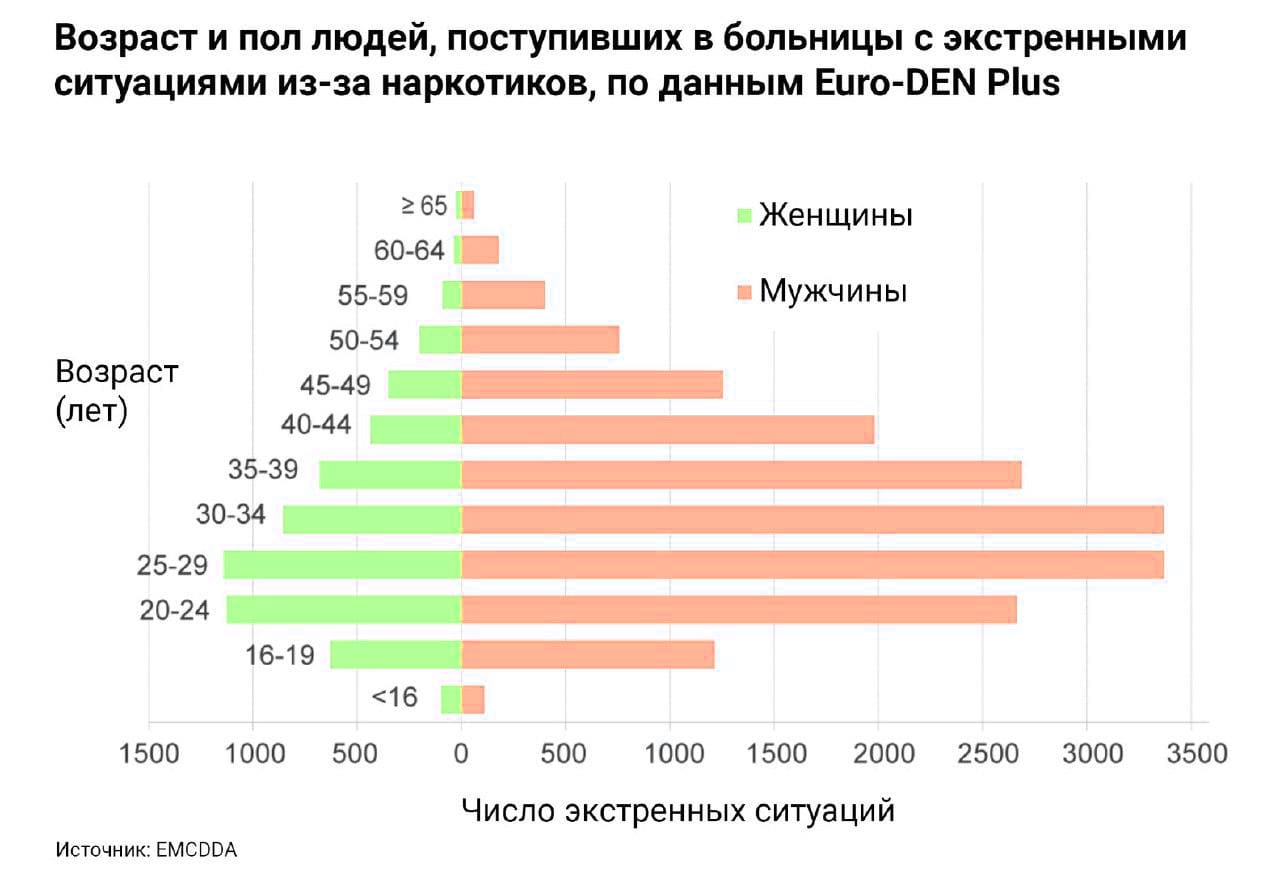 Возраст и пол людей, поступивших в больницы с экстренными
ситуациями из-за наркотиков, по данным Euro-DEN Plus
≥ 65
Женщины
60-64
Мужчины
55-59
50-54
Возраст
(лет)
45-49
40-44
35-39
30-34
25-29
20-24
16-19
<16
1500 1000 500 0 500 1000 1500 2000 2500 3000 3500
Число экстренных ситуаций
Источник: EMCDDA